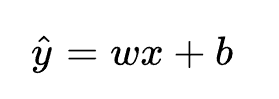 ŷ = wx + b